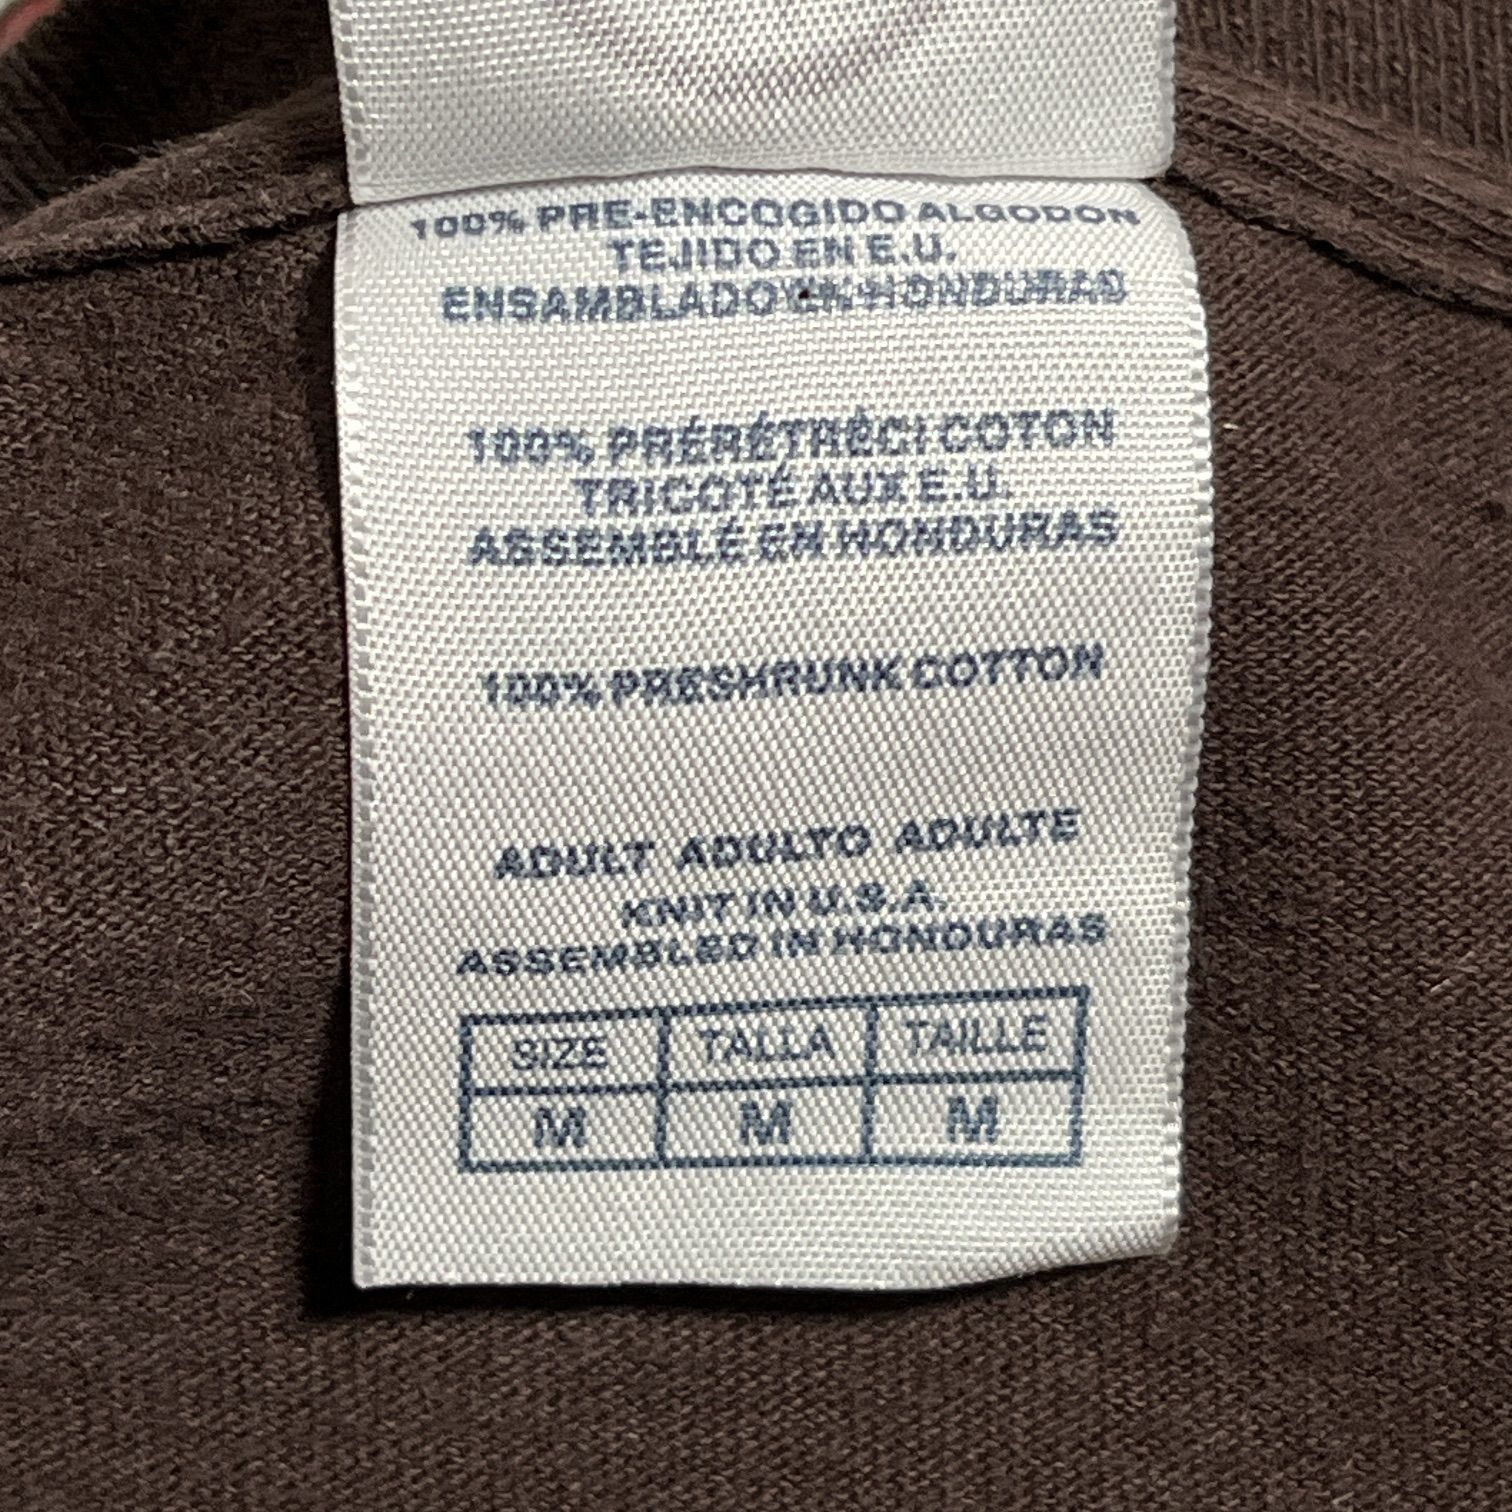 100% PRE-ENCOGIDO ALGODON
TEJIDO EN E.U.
ENSAMBLADO EN HONDURAS
100% PRÉRÉTRÉCI COTON
TRICOTÉ AUX E.U.
ASSEMBLÉ EN HONDURAS
100% PRESHRUNK COTTON
ADULT ADULTO ADULTE
KNIT IN U.S.A.
ASSEMBLED IN HONDURAS
SIZE TALLA TAILLE
M M M